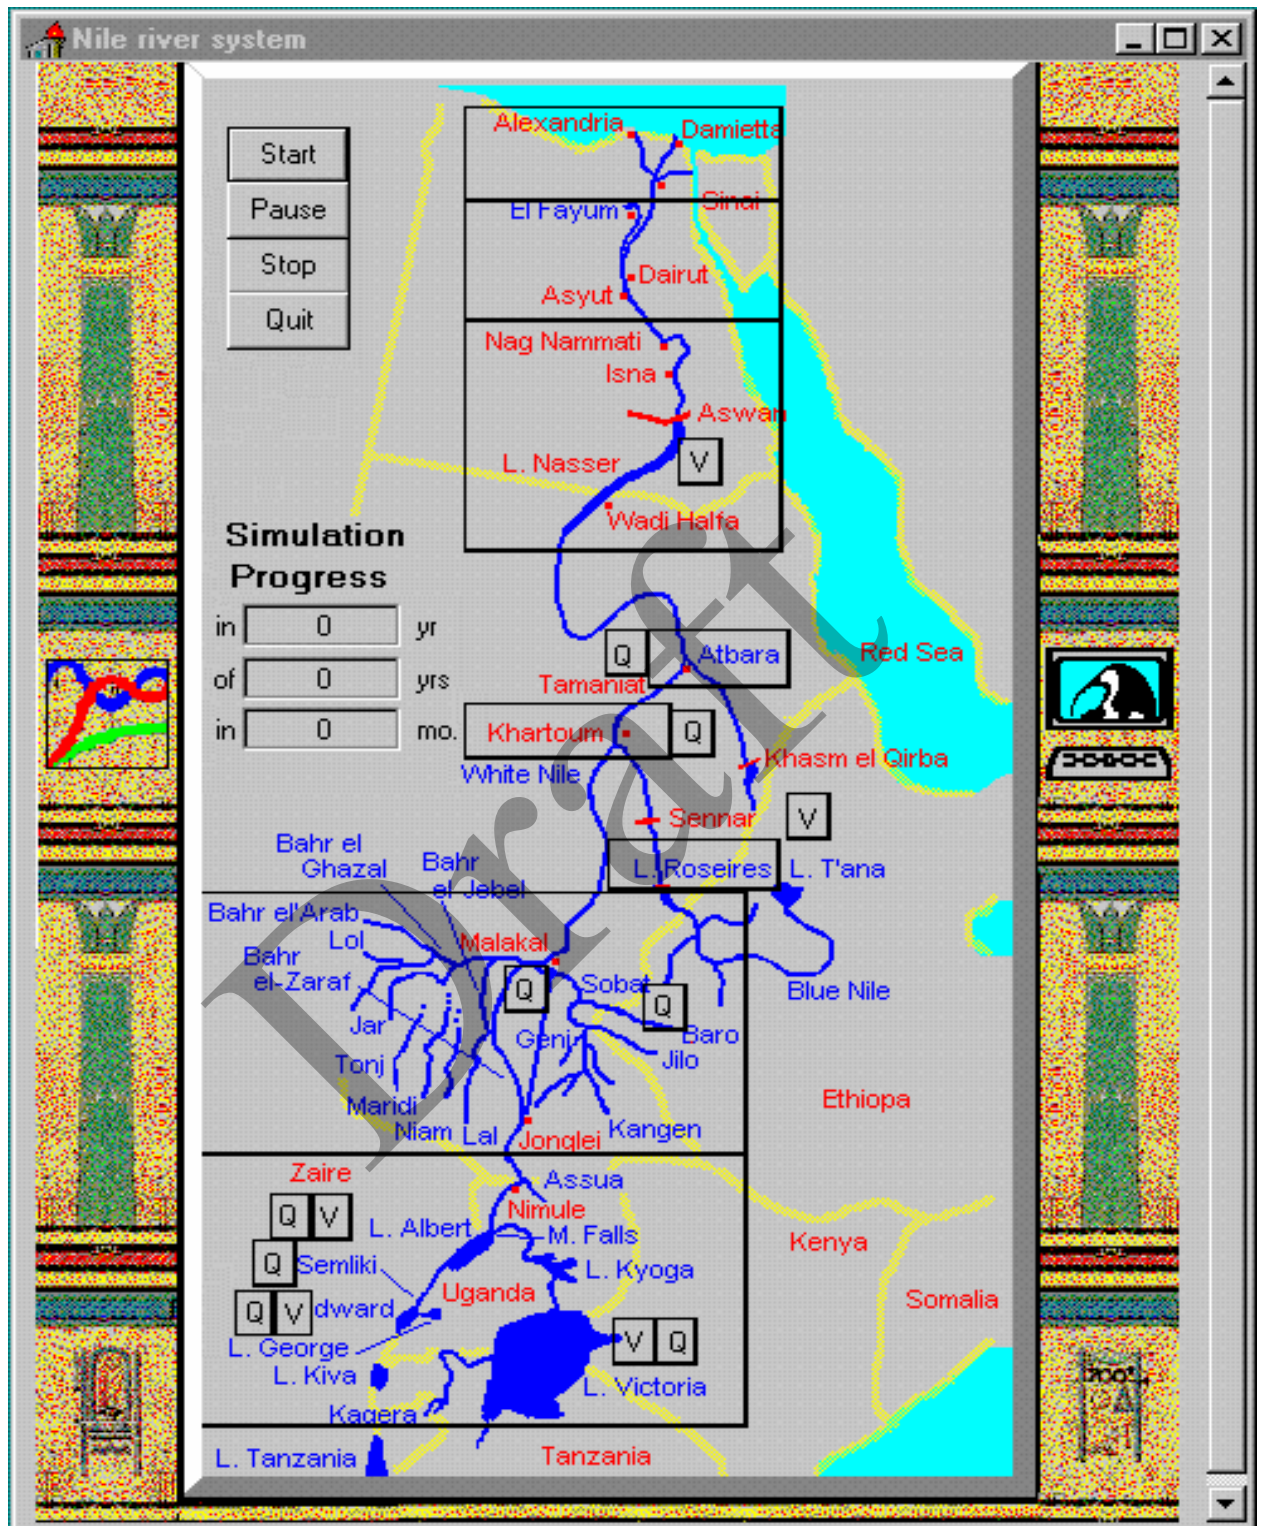 Nile river system
Start
Pause
Stop
Quit
Alexandria
Damietta
Sinai
El Fayum
Dairut
Asyut
Nag Nammati
Isna
Aswan
L. Nasser
V
Wadi Halfa
Simulation
Progress
in 0 yr
of 0 yrs
in 0 mo.
Red Sea
Q
Atbara
Tamaniat
Khartoum
Q
White Nile
Khasm el Qirba
Sennar
V
L. Roseires
L. T'ana
Bahr el
Ghazal
Bahr
el Jebel
Bahr el'Arab
Lol
Malakal
Bahr
el-Zaraf
Q
Sobat
Q
Blue Nile
Jar
Genj
Baro
Jilo
Tonj
Maridi
Niam
Lal
Jonglei
Kangen
Ethiopa
Zaire
Assua
Nimule
Q V
L. Albert
M. Falls
Kenya
Q
Semliki
L. Kyoga
Uganda
Somalia
Q V
dward
L. George
V Q
L. Kiva
L. Victoria
Kagera
L. Tanzania
Tanzania
Draft